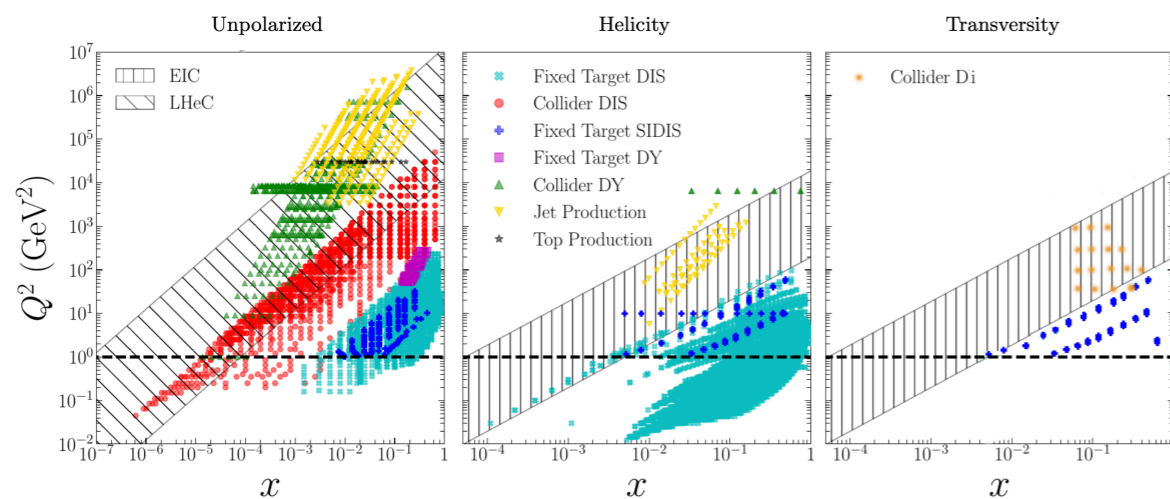 Unpolarized
Helicity
Transversity
10^7
10^6
10^5
10^4
10^3
10^2
10^1
10^0
10^-1
10^-2
Q^2 (GeV^2)
EIC
LHeC
Fixed Target DIS
Collider DIS
Fixed Target SIDIS
Fixed Target DY
Collider DY
Jet Production
Top Production
Collider Di
10^-7 10^-6 10^-5 10^-4 10^-3 10^-2 10^-1 1
10^-4 10^-3 10^-2 10^-1 1
10^-4 10^-3 10^-2 10^-1 1
x
x
x